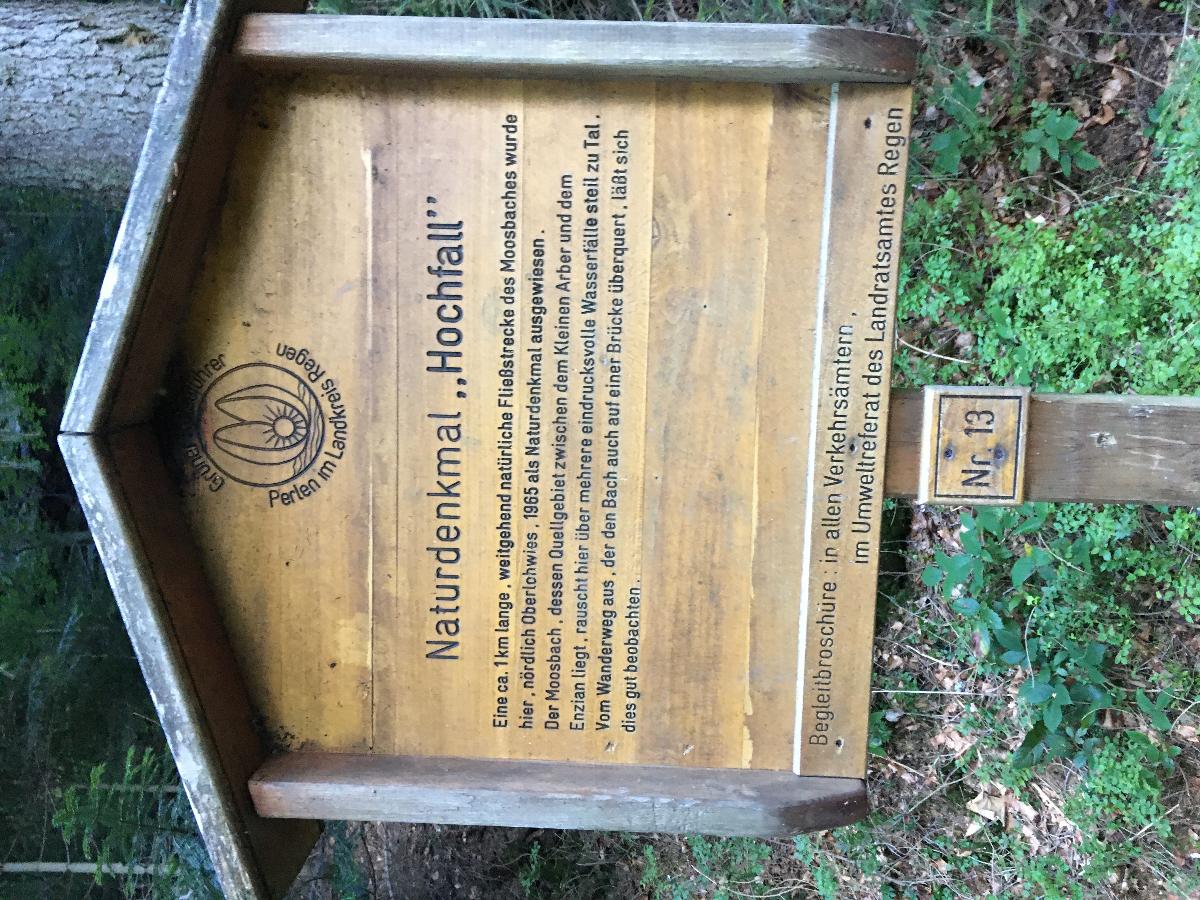 Grüner führer
Perlen im Landkreis Regen
Naturdenkmal „Hochfall”
Eine ca. 1 km lange, weitgehend natürliche Fließstrecke des Moosbaches wurde
hier, nördlich Oberlohwies, 1985 als Naturdenkmal ausgewiesen.
Der Moosbach, dessen Quellgebiet zwischen dem Kleinen Arber und dem
Enzian liegt, rauscht hier über mehrere eindrucksvolle Wasserfälle steil zu Tal.
Vom Wanderweg aus, der den Bach auch auf einer Brücke überquert, läßt sich
dies gut beobachten.
Begleitbroschüre: in allen Verkehrsämtern,
im Umweltreferat des Landratsamtes Regen
Nr. 13